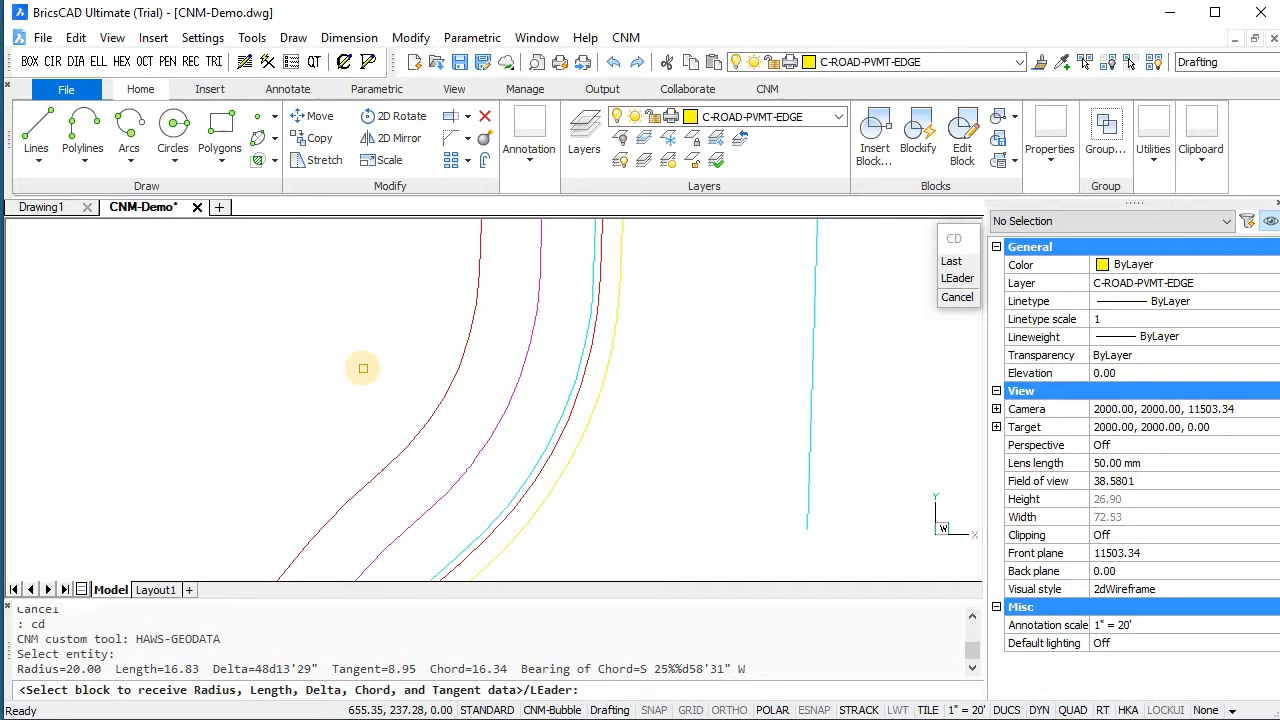 BricsCAD Ultimate (Trial) - [CNM-Demo.dwg]
File Edit View Insert Settings Tools Draw Dimension Modify Parametric Window Help CNM
BOX CIR DIA ELL HEX OCT PEN REC TRI QT C-ROAD-PVMT-EDGE Drafting
File Home Insert Annotate Parametric View Manage Output Collaborate CNM
Move 2D Rotate C-ROAD-PVMT-EDGE
Copy 2D Mirror
Lines Polylines Arcs Circles Polygons Annotation Layers Insert Block... Blockify Edit Block Properties Group... Utilities Clipboard
Stretch Scale
Draw Modify Layers Blocks Group
Drawing1 CNM-Demo*
No Selection
CD
Last
LEader
Cancel
General
Color ByLayer
Layer C-ROAD-PVMT-EDGE
Linetype ByLayer
Linetype scale 1
Lineweight ByLayer
Transparency ByLayer
Elevation 0.00
View
Camera 2000.00, 2000.00, 11503.34
Target 2000.00, 2000.00, 0.00
Perspective Off
Lens length 50.00 mm
Field of view 38.5801
Height 26.90
Width 72.53
Clipping Off
Front plane 11503.34
Back plane 0.00
Visual style 2dWireframe
Misc
Annotation scale 1" = 20'
Default lighting Off
Y
W X
Model Layout1
Cancel
: cd
CNM custom tool: HAWS-GEODATA
Select entity:
Radius=20.00 Length=16.83 Delta=48d13'29" Tangent=8.95 Chord=16.34 Bearing of Chord=S 25%%d58'31" W
<Select block to receive Radius, Length, Delta, Chord, and Tangent data>/LEader:
Ready 655.35, 237.28, 0.00 STANDARD CNM-Bubble Drafting SNAP GRID ORTHO POLAR ESNAP STRACK LWT TILE 1" = 20' DUCS DYN QUAD RT HKA LOCKUI None